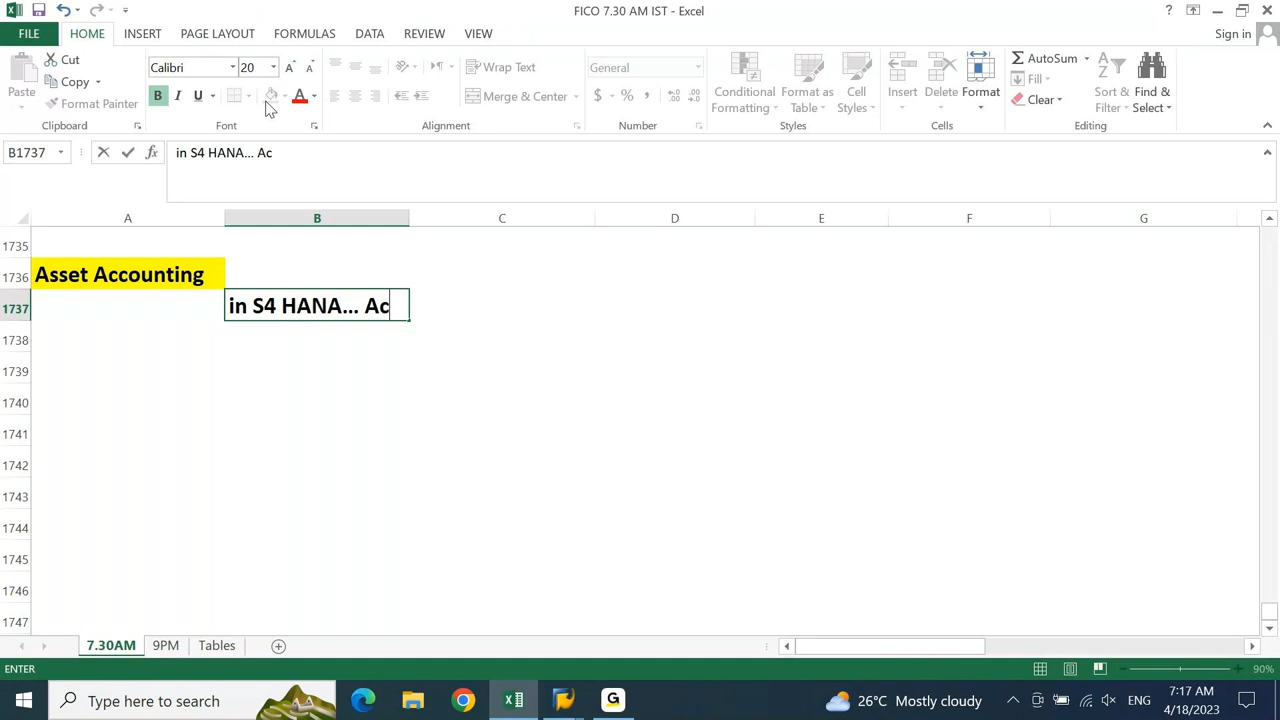 FICO 7.30 AM IST - Excel
FILE HOME INSERT PAGE LAYOUT FORMULAS DATA REVIEW VIEW Sign in
Paste Cut Copy Format Painter Clipboard
Calibri 20 B I U Font
Wrap Text Merge & Center Alignment
General $ % , Number
Conditional Formatting Format as Table Cell Styles Styles
Insert Delete Format Cells
AutoSum Fill Clear Sort & Filter Find & Select Editing
B1737 fx in S4 HANA... Ac
A B C D E F G
1735
1736 Asset Accounting
1737 in S4 HANA... Ac
1738
1739
1740
1741
1742
1743
1744
1745
1746
1747
7.30AM 9PM Tables
ENTER 90%
Type here to search 26°C Mostly cloudy ENG 7:17 AM
4/18/2023